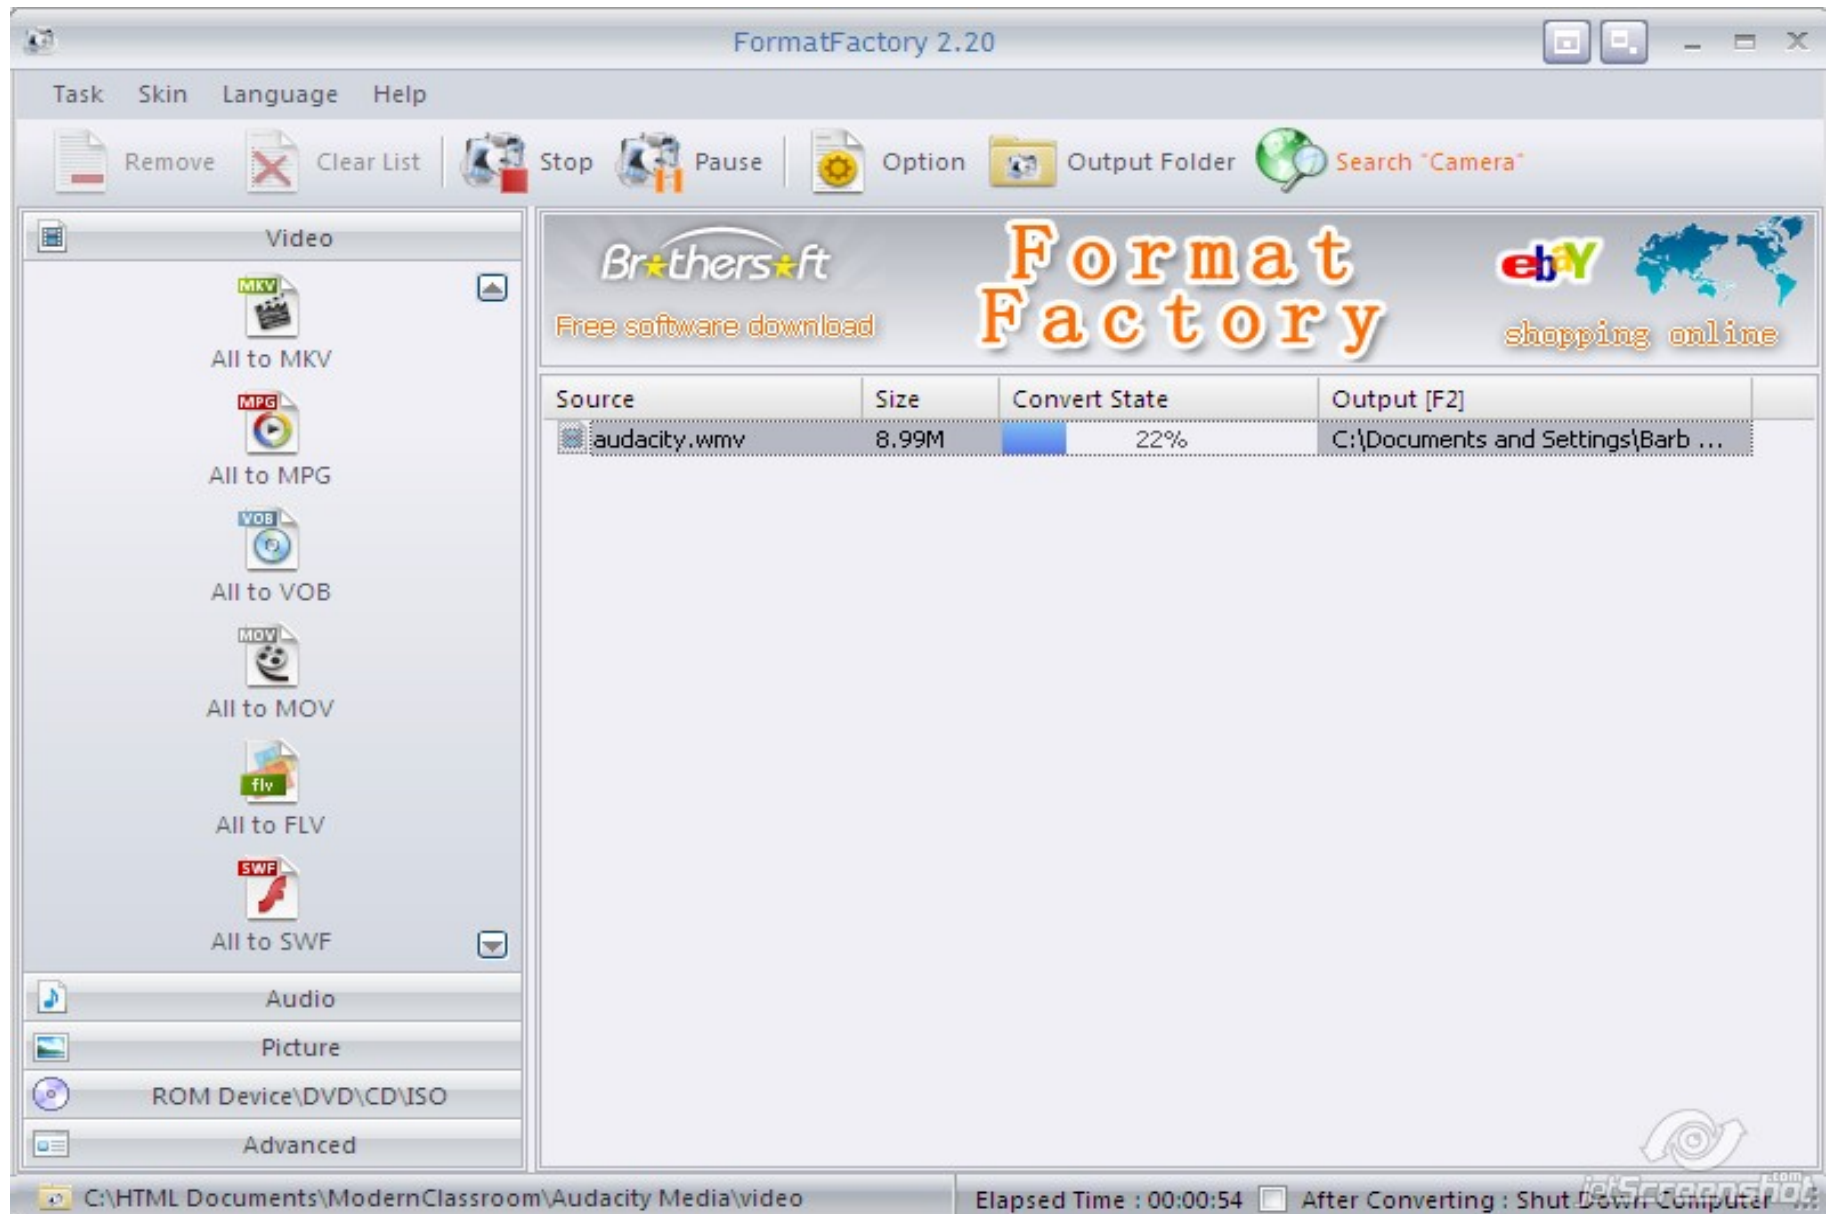 FormatFactory 2.20
Task Skin Language Help
Remove Clear List Stop Pause Option Output Folder Search "Camera"
Video
MKV
All to MKV
MPG
All to MPG
VOB
All to VOB
MOV
All to MOV
flv
All to FLV
SWF
All to SWF
Audio
Picture
ROM Device\DVD\CD\ISO
Advanced
Brothersoft
Free software download
Format
Factory
ebaY
shopping online
Source Size Convert State Output [F2]
audacity.wmv 8.99M 22% C:\Documents and Settings\Barb ...
C:\HTML Documents\ModernClassroom\Audacity Media\video Elapsed Time : 00:00:54 After Converting : Shut Down Computer
jetScreenshot.com